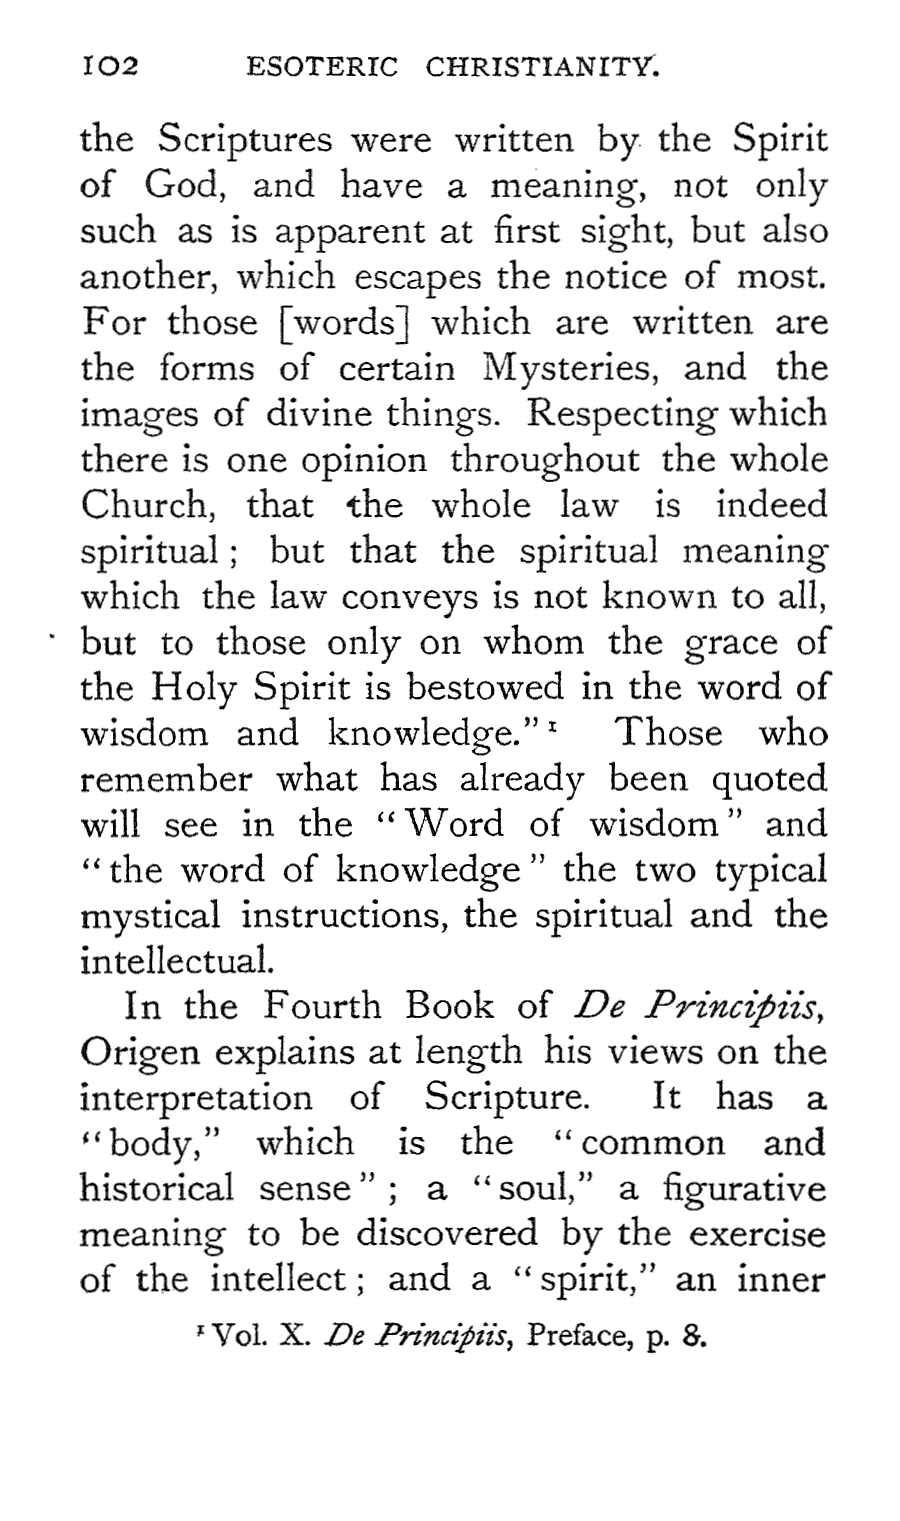 102 ESOTERIC CHRISTIANITY.
the Scriptures were written by the Spirit
of God, and have a meaning, not only
such as is apparent at first sight, but also
another, which escapes the notice of most.
For those [words] which are written are
the forms of certain Mysteries, and the
images of divine things. Respecting which
there is one opinion throughout the whole
Church, that the whole law is indeed
spiritual ; but that the spiritual meaning
which the law conveys is not known to all,
but to those only on whom the grace of
the Holy Spirit is bestowed in the word of
wisdom and knowledge.” ¹ Those who
remember what has already been quoted
will see in the “ Word of wisdom ” and
“ the word of knowledge ” the two typical
mystical instructions, the spiritual and the
intellectual.
In the Fourth Book of De Principiis,
Origen explains at length his views on the
interpretation of Scripture. It has a
“ body,” which is the “ common and
historical sense ” ; a “ soul,” a figurative
meaning to be discovered by the exercise
of the intellect ; and a “ spirit,” an inner
¹ Vol. X. De Principiis, Preface, p. 8.